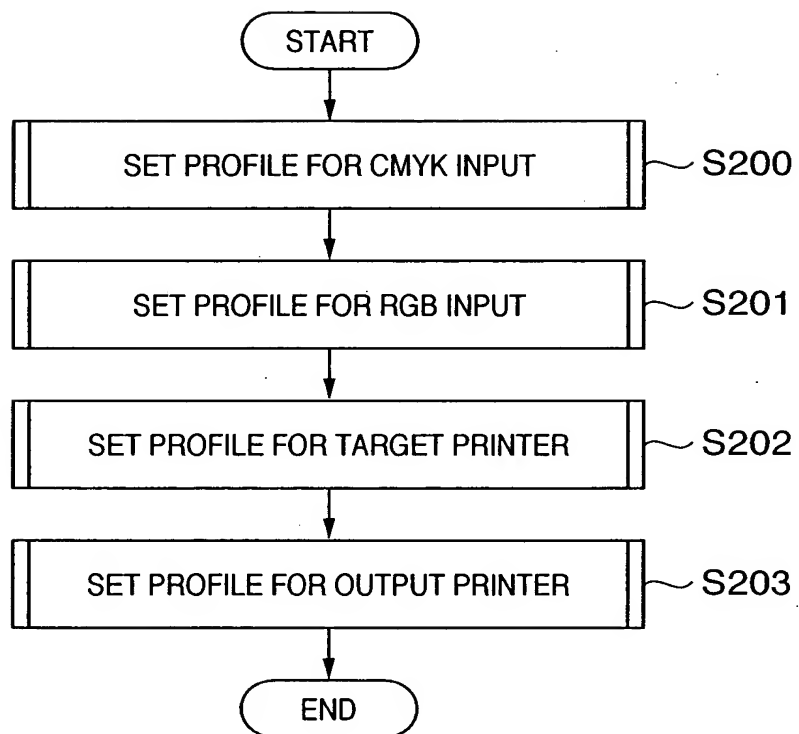 START
SET PROFILE FOR CMYK INPUT
S200
SET PROFILE FOR RGB INPUT
S201
SET PROFILE FOR TARGET PRINTER
S202
SET PROFILE FOR OUTPUT PRINTER
S203
END